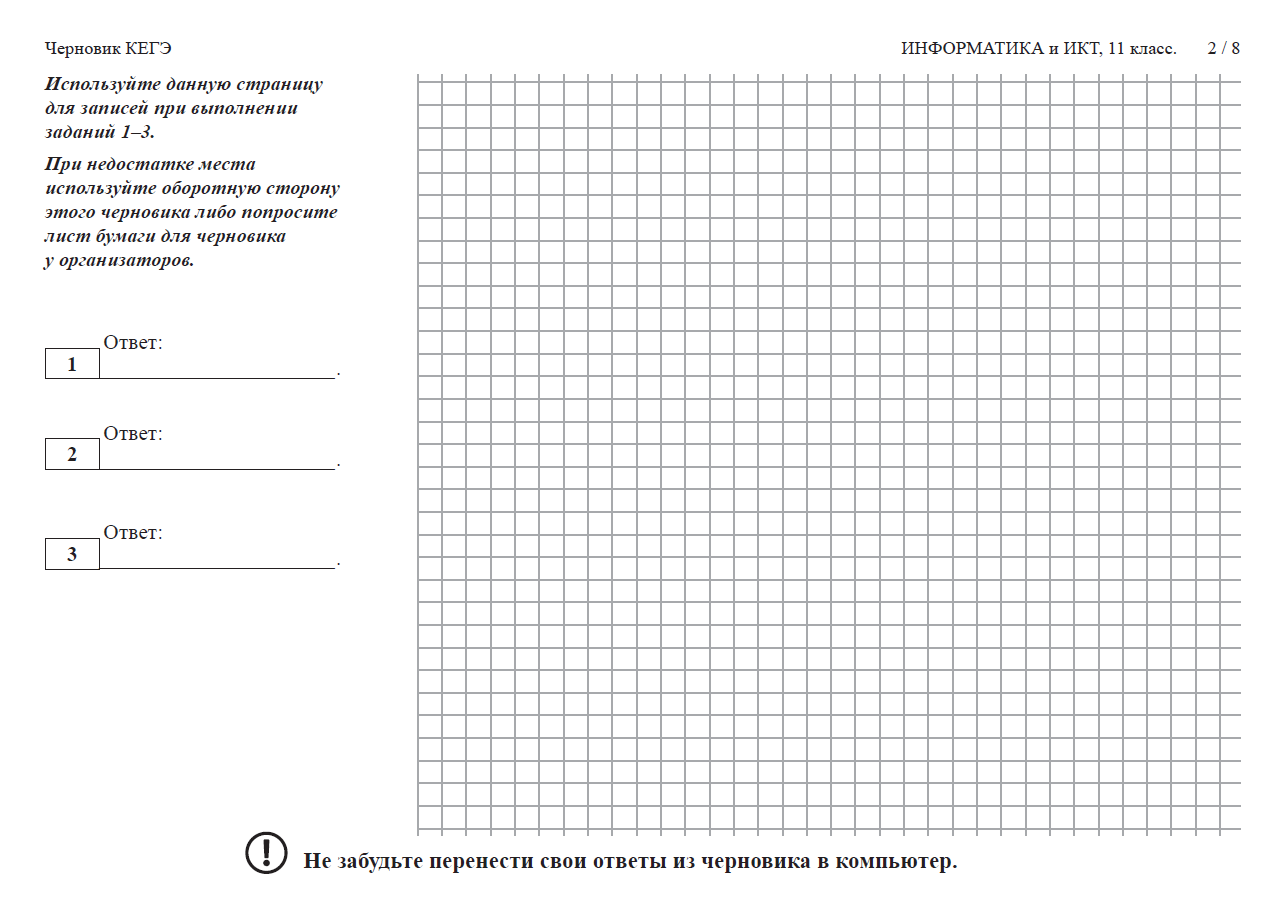 Черновик КЕГЭ
ИНФОРМАТИКА и ИКТ, 11 класс. 2 / 8
Используйте данную страницу
для записей при выполнении
заданий 1–3.
При недостатке места
используйте оборотную сторону
этого черновика либо попросите
лист бумаги для черновика
у организаторов.
Ответ:
1 .
Ответ:
2 .
Ответ:
3 .
! Не забудьте перенести свои ответы из черновика в компьютер.